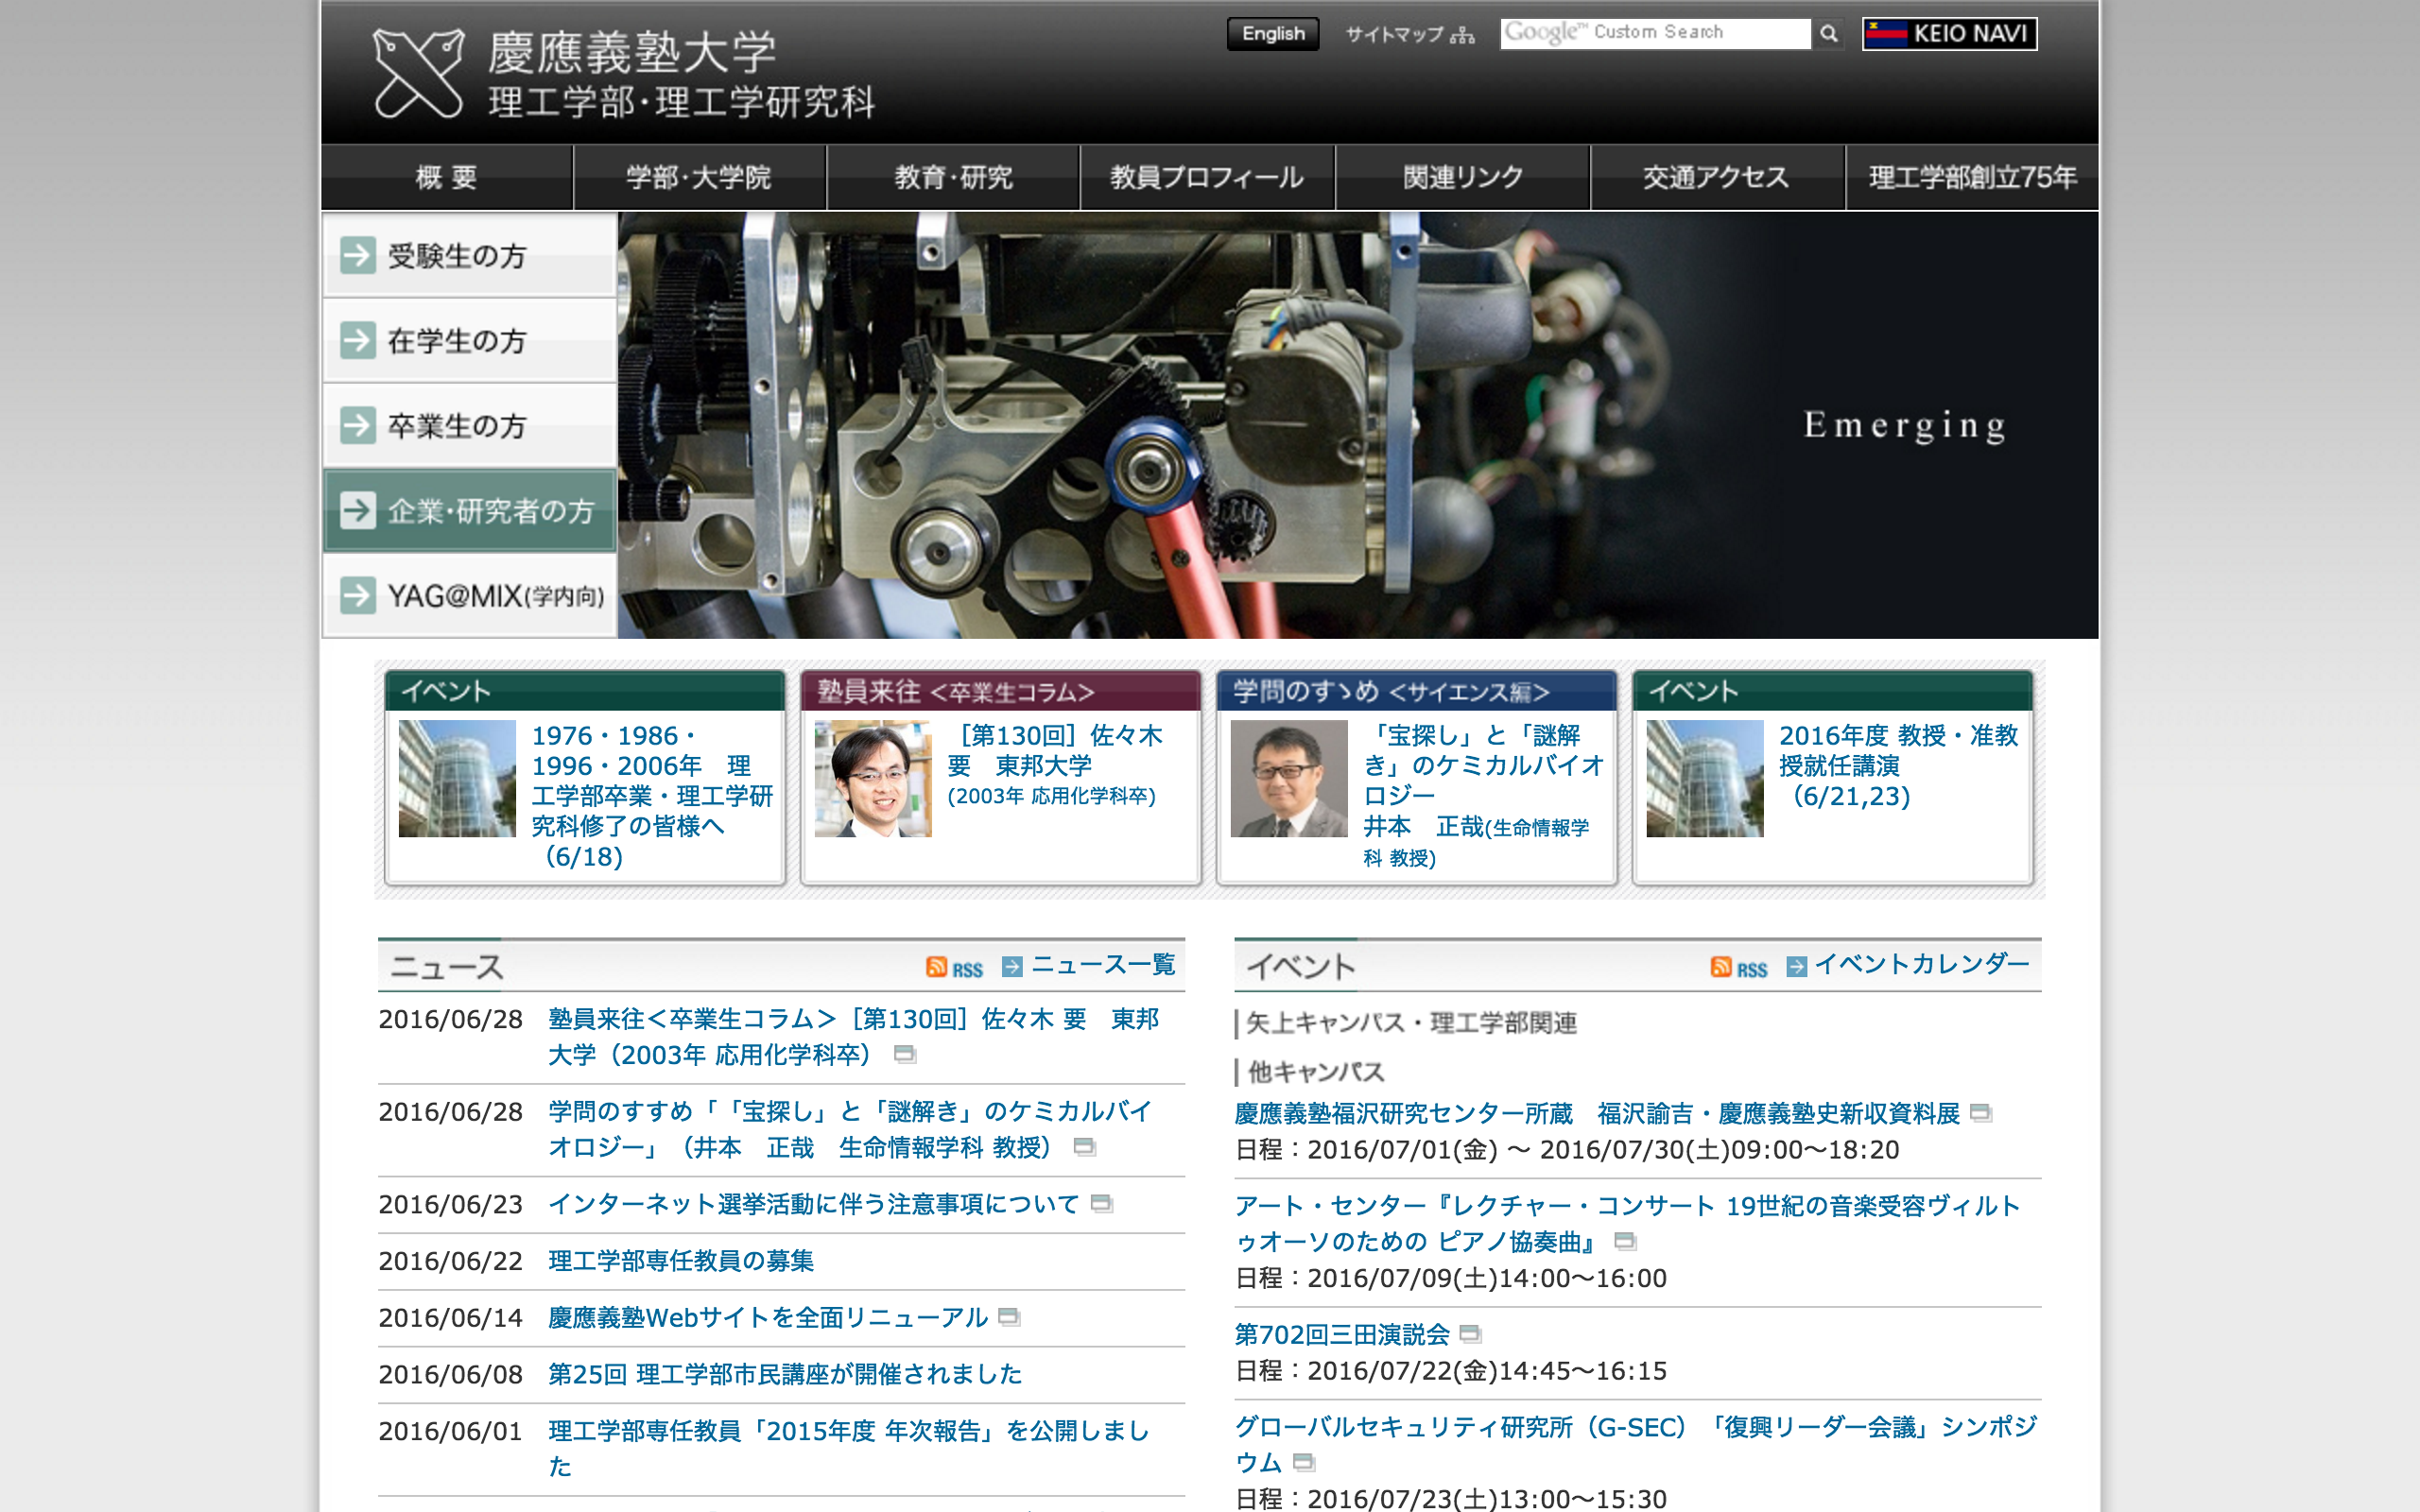 慶應義塾大学
理工学部・理工学研究科
English
サイトマップ
Google™ Custom Search
KEIO NAVI
概要
学部・大学院
教育・研究
教員プロフィール
関連リンク
交通アクセス
理工学部創立75年
受験生の方
在学生の方
卒業生の方
企業・研究者の方
YAG@MIX(学内向)
Emerging
イベント
1976・1986・
1996・2006年　理
工学部卒業・理工学研
究科修了の皆様へ
（6/18）
塾員来往 ＜卒業生コラム＞
［第130回］佐々木
要　東邦大学
(2003年 応用化学科卒)
学問のすゝめ ＜サイエンス編＞
「宝探し」と「謎解
き」のケミカルバイオ
ロジー
井本　正哉(生命情報学
科 教授)
イベント
2016年度 教授・准教
授就任講演
（6/21,23）
ニュース
RSS
ニュース一覧
2016/06/28 塾員来往＜卒業生コラム＞［第130回］佐々木 要　東邦
大学（2003年 応用化学科卒）
2016/06/28 学問のすすめ「「宝探し」と「謎解き」のケミカルバイ
オロジー」（井本　正哉　生命情報学科 教授）
2016/06/23 インターネット選挙活動に伴う注意事項について
2016/06/22 理工学部専任教員の募集
2016/06/14 慶應義塾Webサイトを全面リニューアル
2016/06/08 第25回 理工学部市民講座が開催されました
2016/06/01 理工学部専任教員「2015年度 年次報告」を公開しまし
た
イベント
RSS
イベントカレンダー
矢上キャンパス・理工学部関連
他キャンパス
慶應義塾福沢研究センター所蔵　福沢諭吉・慶應義塾史新収資料展
日程：2016/07/01(金) ～ 2016/07/30(土)09:00～18:20
アート・センター『レクチャー・コンサート 19世紀の音楽受容ヴィルト
ゥオーソのための ピアノ協奏曲』
日程：2016/07/09(土)14:00～16:00
第702回三田演説会
日程：2016/07/22(金)14:45～16:15
グローバルセキュリティ研究所（G-SEC）「復興リーダー会議」シンポジ
ウム
日程：2016/07/23(土)13:00～15:30